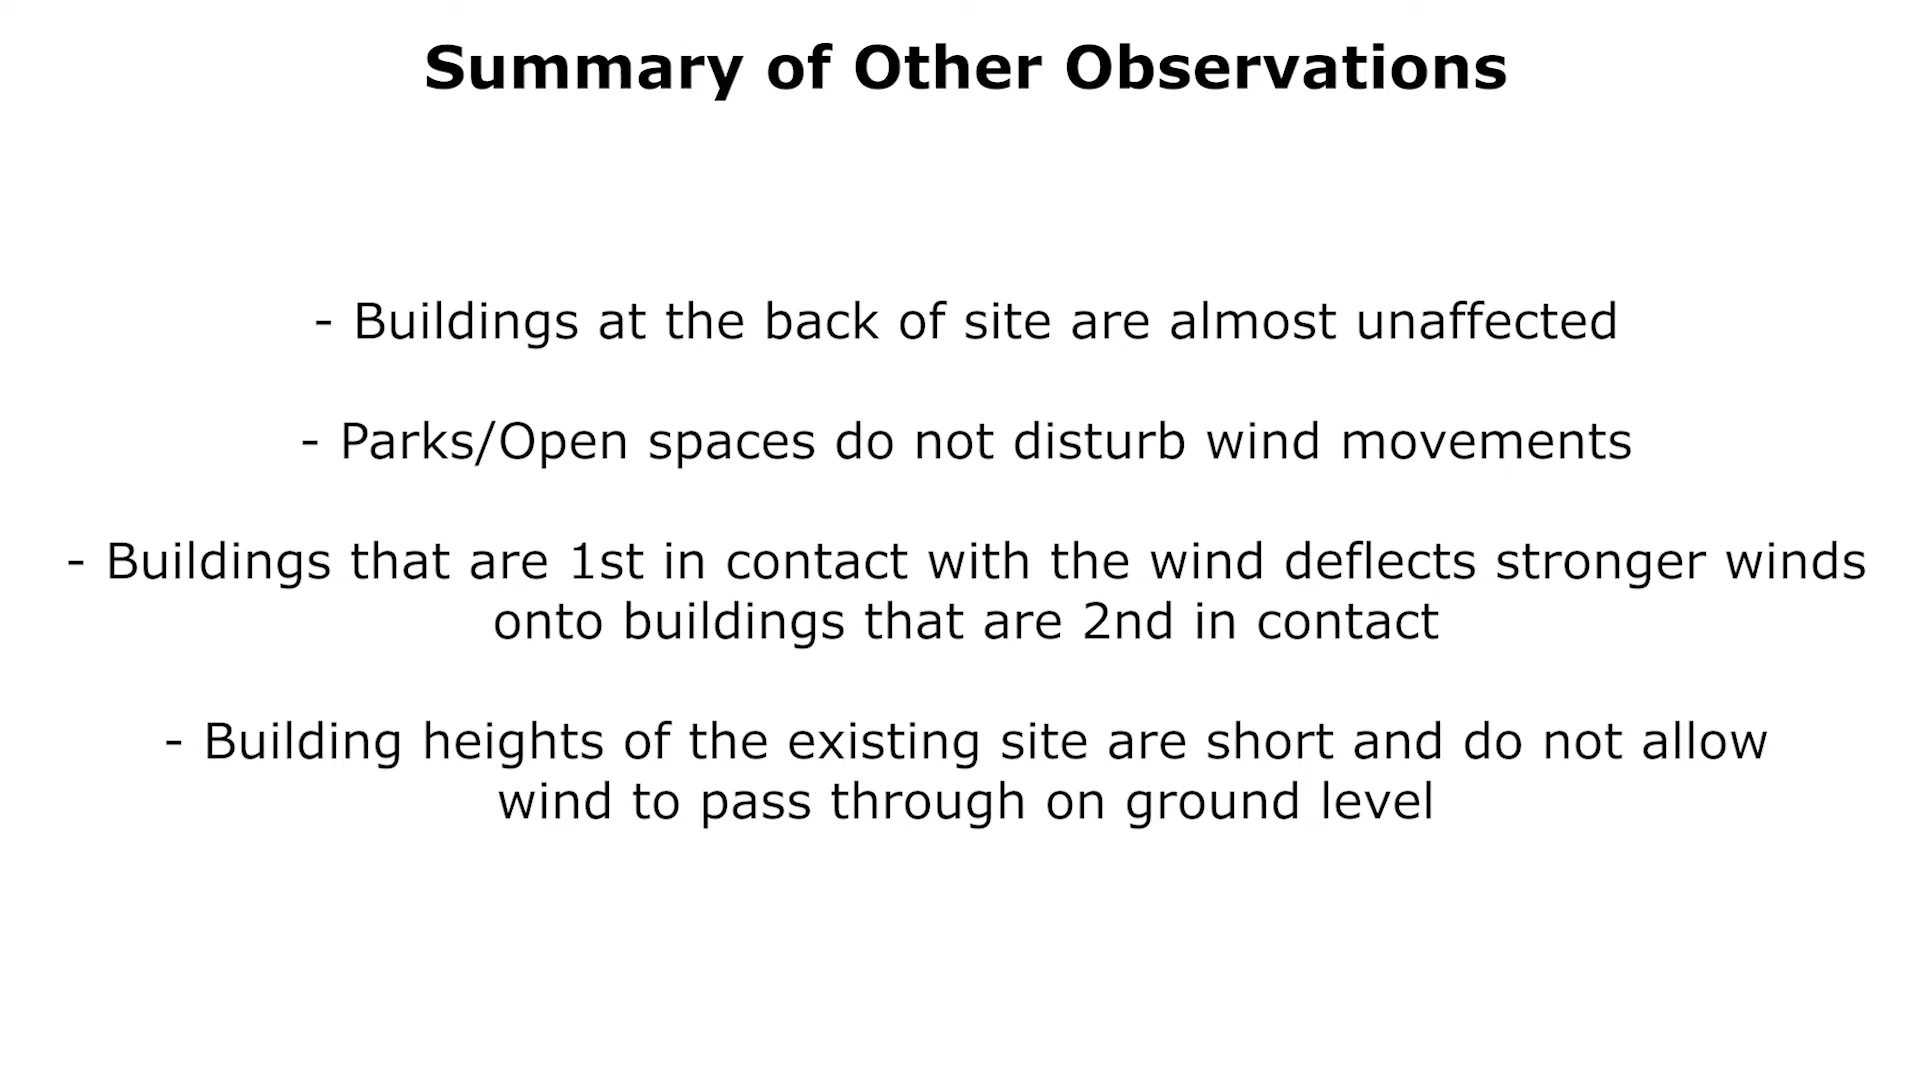 Summary of Other Observations
- Buildings at the back of site are almost unaffected
- Parks/Open spaces do not disturb wind movements
- Buildings that are 1st in contact with the wind deflects stronger winds
onto buildings that are 2nd in contact
- Building heights of the existing site are short and do not allow
wind to pass through on ground level